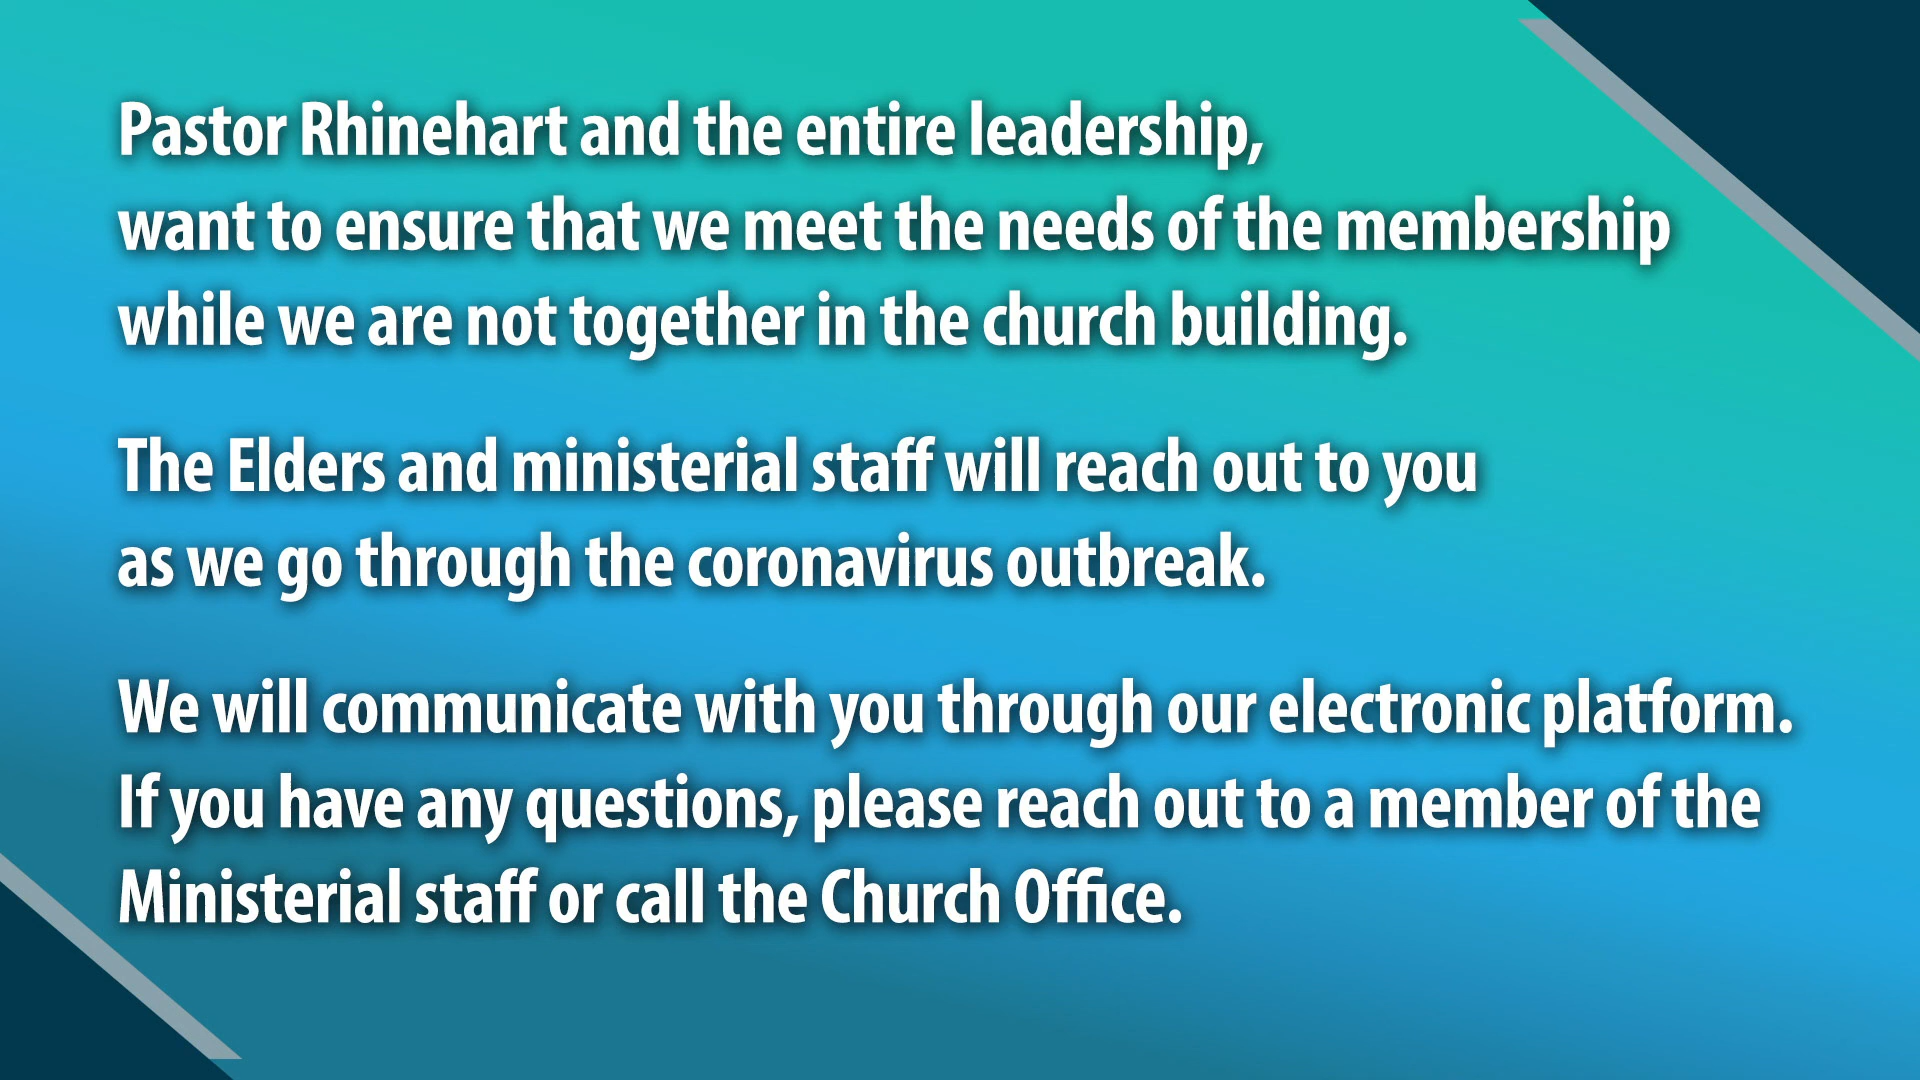 Pastor Rhinehart and the entire leadership,
want to ensure that we meet the needs of the membership
while we are not together in the church building.
The Elders and ministerial staff will reach out to you
as we go through the coronavirus outbreak.
We will communicate with you through our electronic platform.
If you have any questions, please reach out to a member of the
Ministerial staff or call the Church Office.